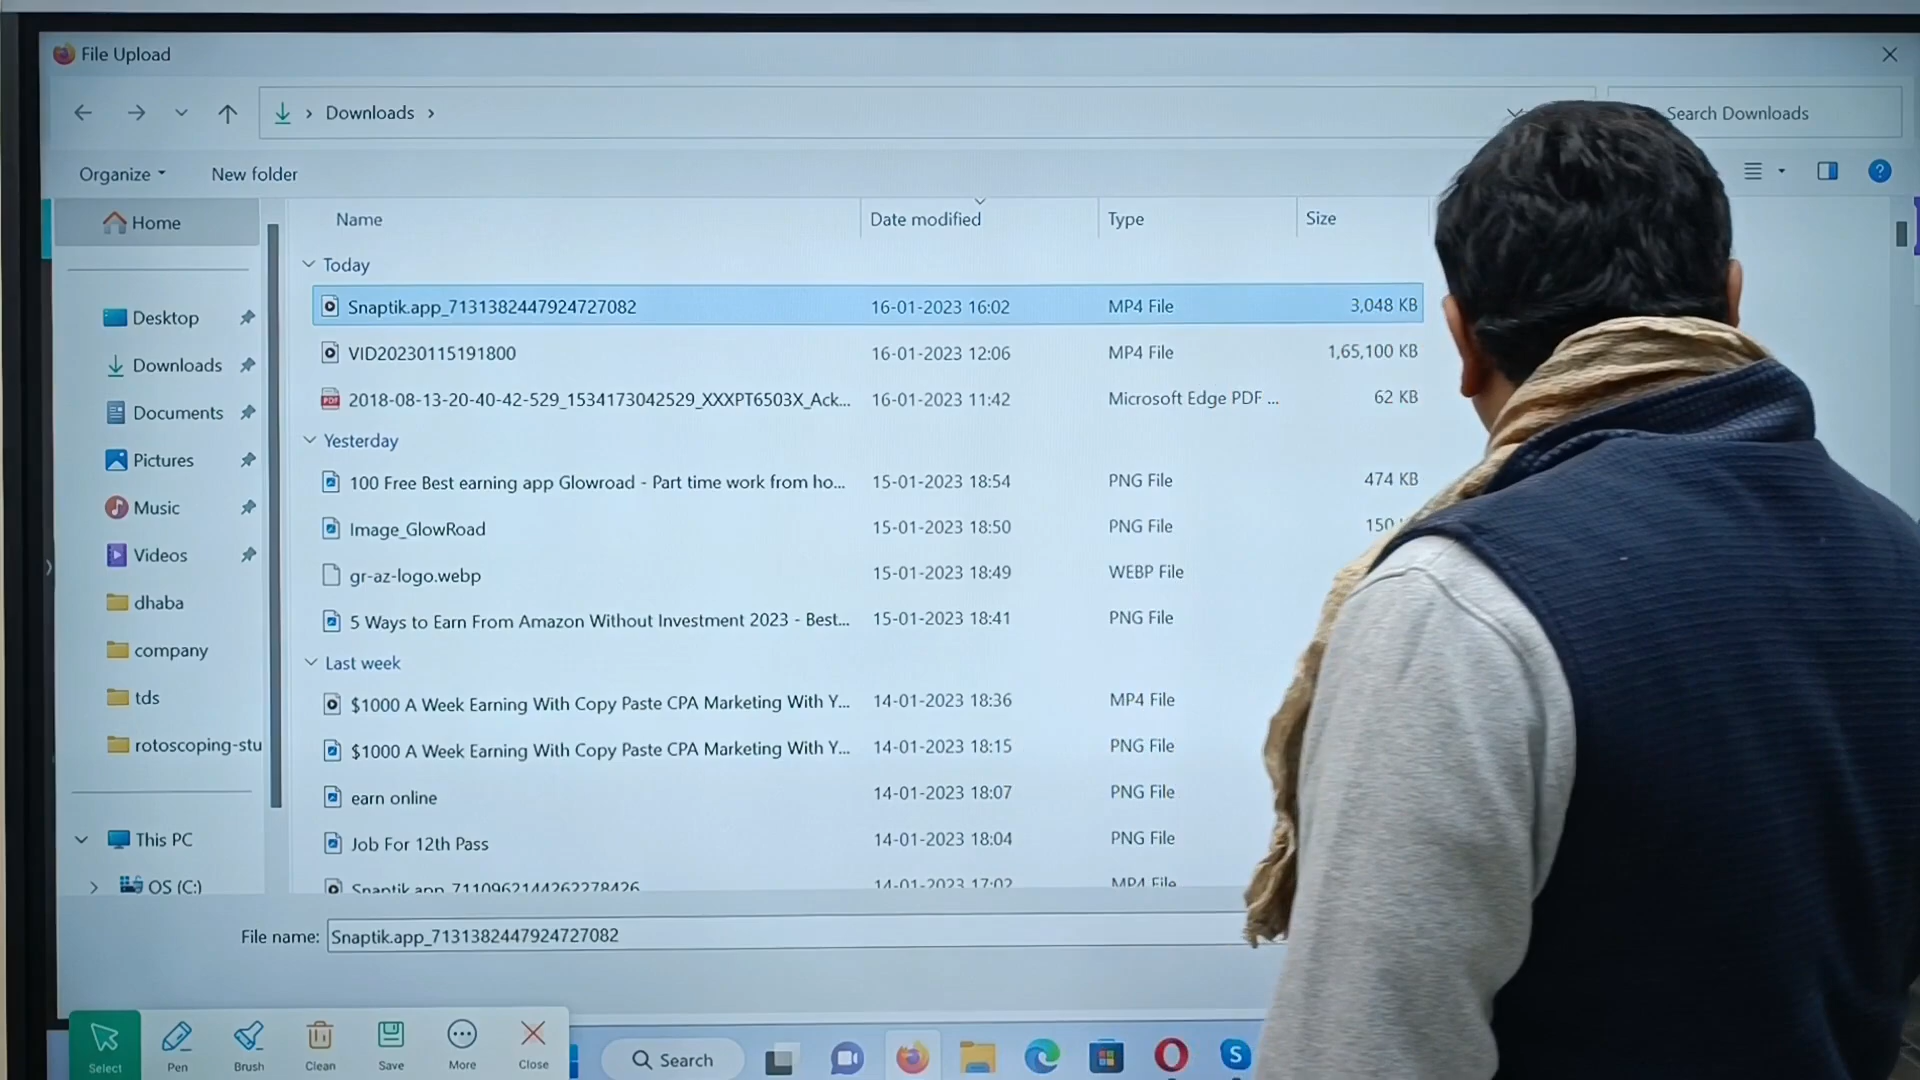 File Upload
Downloads
Search Downloads
Organize
New folder
Name
Date modified
Type
Size
Home
Desktop
Downloads
Documents
Pictures
Music
Videos
dhaba
company
tds
rotoscoping-stu
This PC
OS (C:)
Today
Snaptik.app_7131382447924727082 16-01-2023 16:02 MP4 File 3,048 KB
VID20230115191800 16-01-2023 12:06 MP4 File 1,65,100 KB
2018-08-13-20-40-42-529_1534173042529_XXXPT6503X_Ack... 16-01-2023 11:42 Microsoft Edge PDF ... 62 KB
Yesterday
100 Free Best earning app Glowroad - Part time work from ho... 15-01-2023 18:54 PNG File 474 KB
Image_GlowRoad 15-01-2023 18:50 PNG File 150
gr-az-logo.webp 15-01-2023 18:49 WEBP File
5 Ways to Earn From Amazon Without Investment 2023 - Best... 15-01-2023 18:41 PNG File
Last week
$1000 A Week Earning With Copy Paste CPA Marketing With Y... 14-01-2023 18:36 MP4 File
$1000 A Week Earning With Copy Paste CPA Marketing With Y... 14-01-2023 18:15 PNG File
earn online 14-01-2023 18:07 PNG File
Job For 12th Pass 14-01-2023 18:04 PNG File
Snaptik.app_7110962144262278426 14-01-2023 17:02 MP4 File
File name: Snaptik.app_7131382447924727082
Select
Pen
Brush
Clean
Save
More
Close
Search